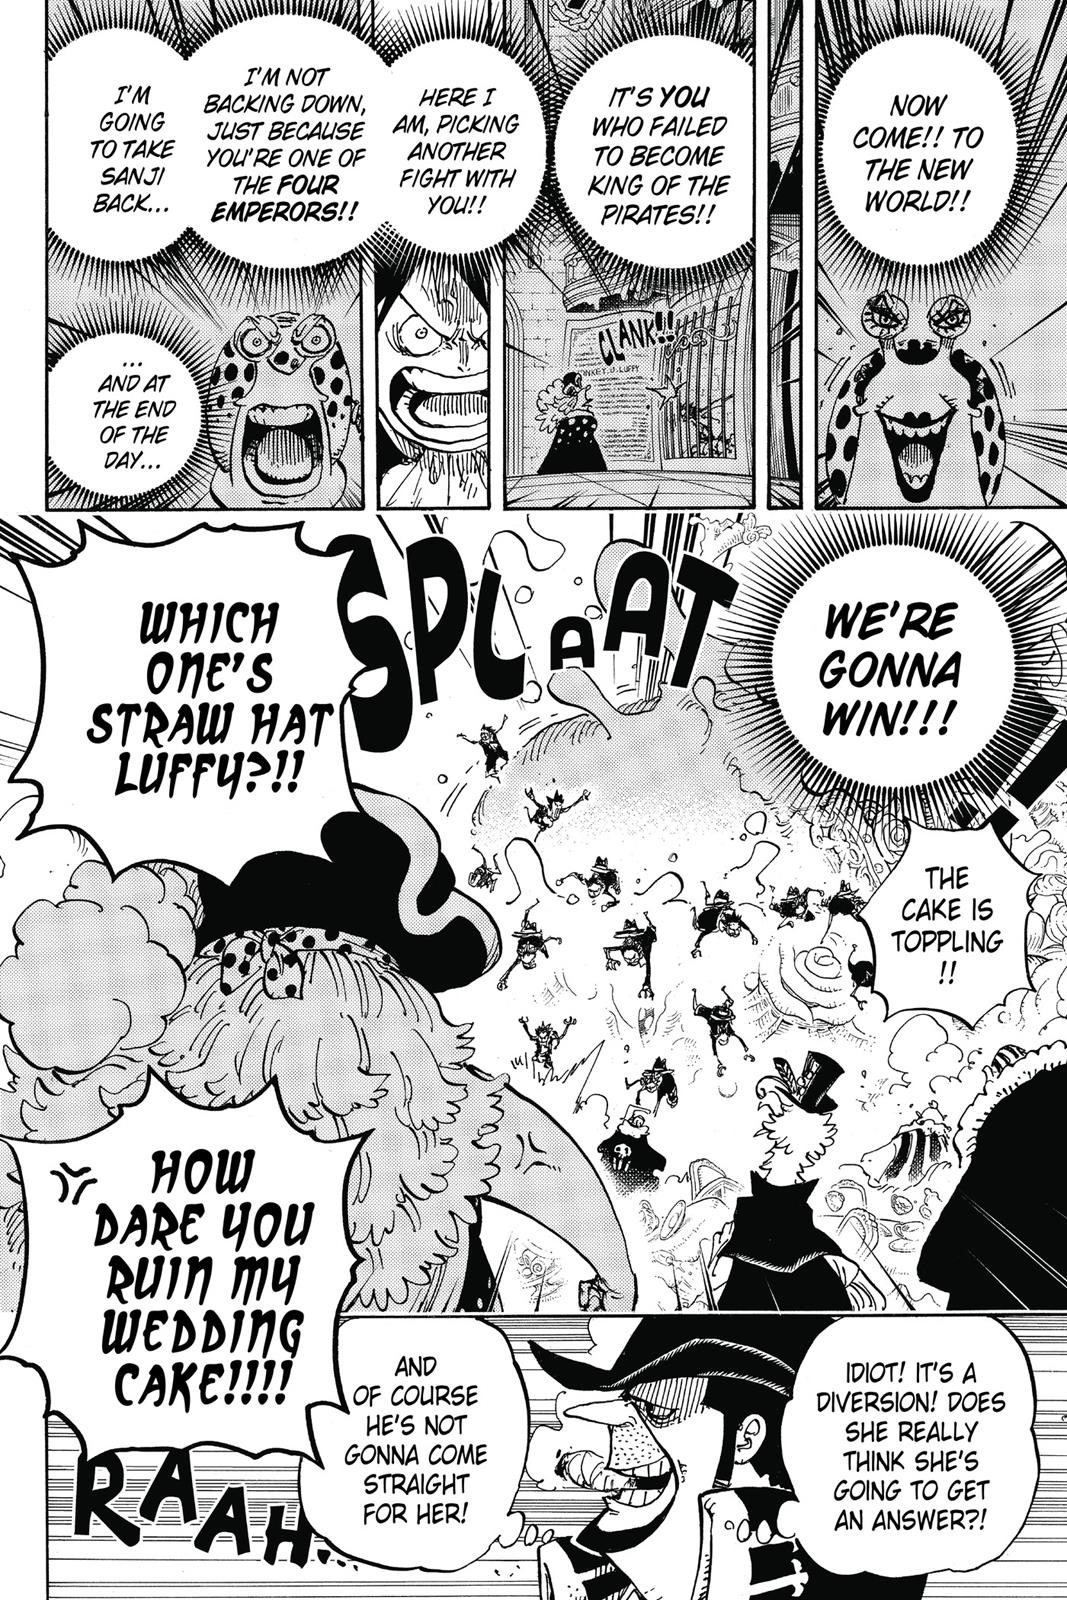 NOW
COME!! TO
THE NEW
WORLD!!
IT'S YOU
WHO FAILED
TO BECOME
KING OF THE
PIRATES!!
CLANK!!
NKEY.D.LUFFY
HERE I
AM, PICKING
ANOTHER
FIGHT WITH
YOU!!
I'M NOT
BACKING DOWN,
JUST BECAUSE
YOU'RE ONE OF
THE FOUR
EMPERORS!!
I'M
GOING
TO TAKE
SANJI
BACK...
...
AND AT
THE END
OF THE
DAY...
WE'RE
GONNA
WIN!!!
SPLAAAT
THE
CAKE IS
TOPPLING
!!
WHICH
ONE'S
STRAW HAT
LUFFY?!!
HOW
DARE YOU
RUIN MY
WEDDING
CAKE!!!!
IDIOT! IT'S A
DIVERSION! DOES
SHE REALLY
THINK SHE'S
GOING TO GET
AN ANSWER?!
AND
OF COURSE
HE'S NOT
GONNA COME
STRAIGHT
FOR HER!
RAAH...